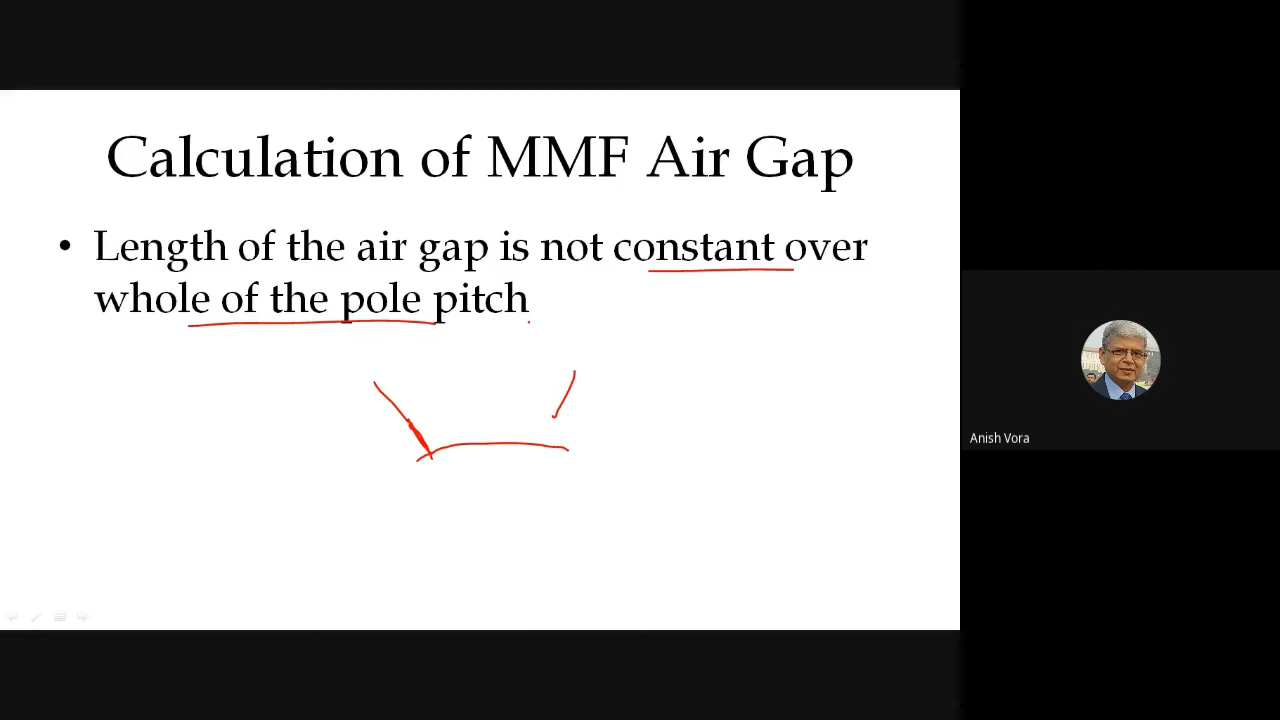 Calculation of MMF Air Gap
• Length of the air gap is not constant over
whole of the pole pitch
Anish Vora